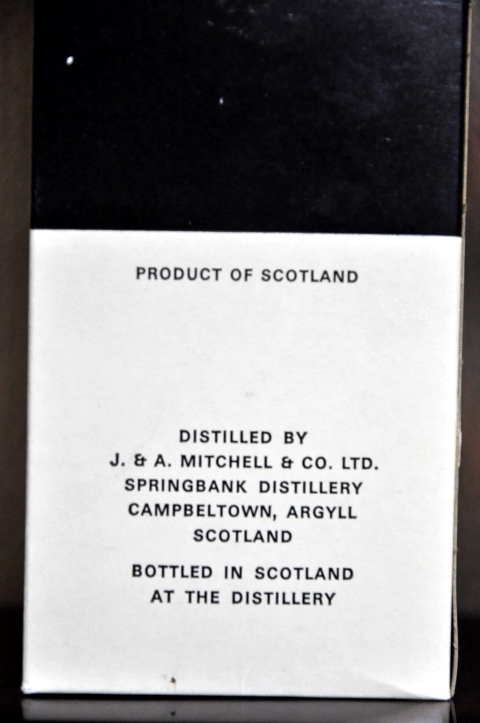 PRODUCT OF SCOTLAND
DISTILLED BY
J. & A. MITCHELL & CO. LTD.
SPRINGBANK DISTILLERY
CAMPBELTOWN, ARGYLL
SCOTLAND
BOTTLED IN SCOTLAND
AT THE DISTILLERY